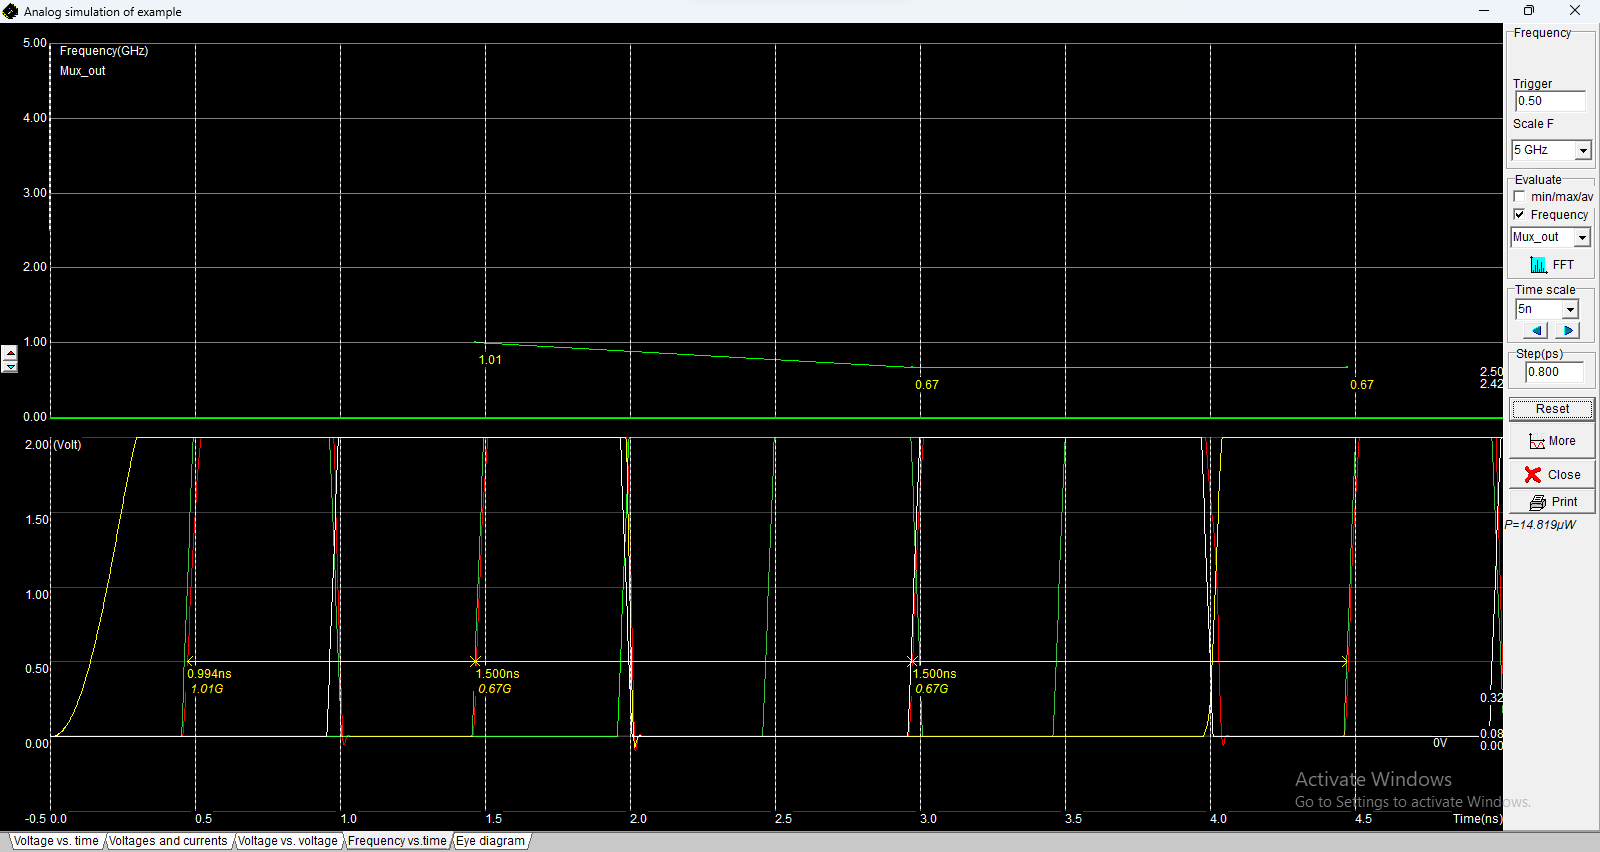 Analog simulation of example
5.00
Frequency(GHz)
Mux_out
4.00
3.00
2.00
1.00
1.01
0.67
0.67
2.50
2.42
0.00
2.00 (Volt)
1.50
1.00
0.50
0.994ns
1.01G
1.500ns
0.67G
1.500ns
0.67G
0.32
0.00
0V
0.08
0.00
-0.5 0.0
0.5
1.0
1.5
2.0
2.5
3.0
3.5
4.0
4.5
Time(ns)
Frequency
Trigger
0.50
Scale F
5 GHz
Evaluate
min/max/av
Frequency
Mux_out
FFT
Time scale
5n
Step(ps)
0.800
Reset
More
Close
Print
P=14.819µW
Activate Windows
Go to Settings to activate Windows.
Voltage vs. time
Voltages and currents
Voltage vs. voltage
Frequency vs.time
Eye diagram